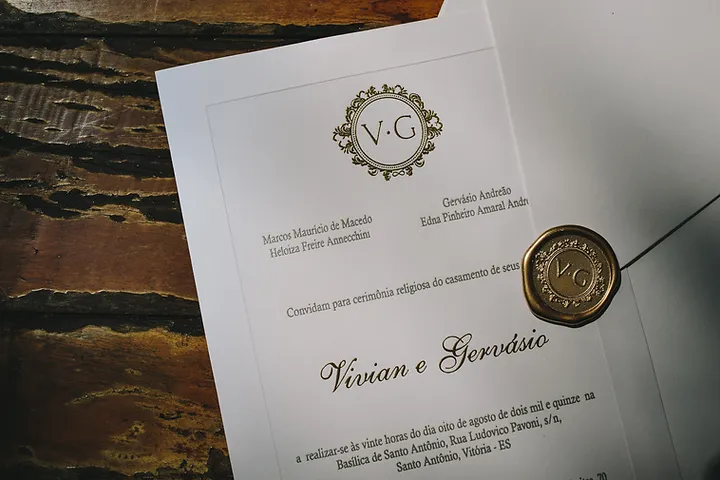 V·G
Marcos Mauricio de Macedo
Heloiza Freire Annecchini
Gervásio Andreão
Edna Pinheiro Amaral Andr
Convidam para cerimônia religiosa do casamento de seus
V·G
Vivian e Gervásio
a realizar-se às vinte horas do dia oito de agosto de dois mil e quinze na
Basílica de Santo Antônio, Rua Ludovico Pavoni, s/n,
Santo Antônio, Vitória - ES
20